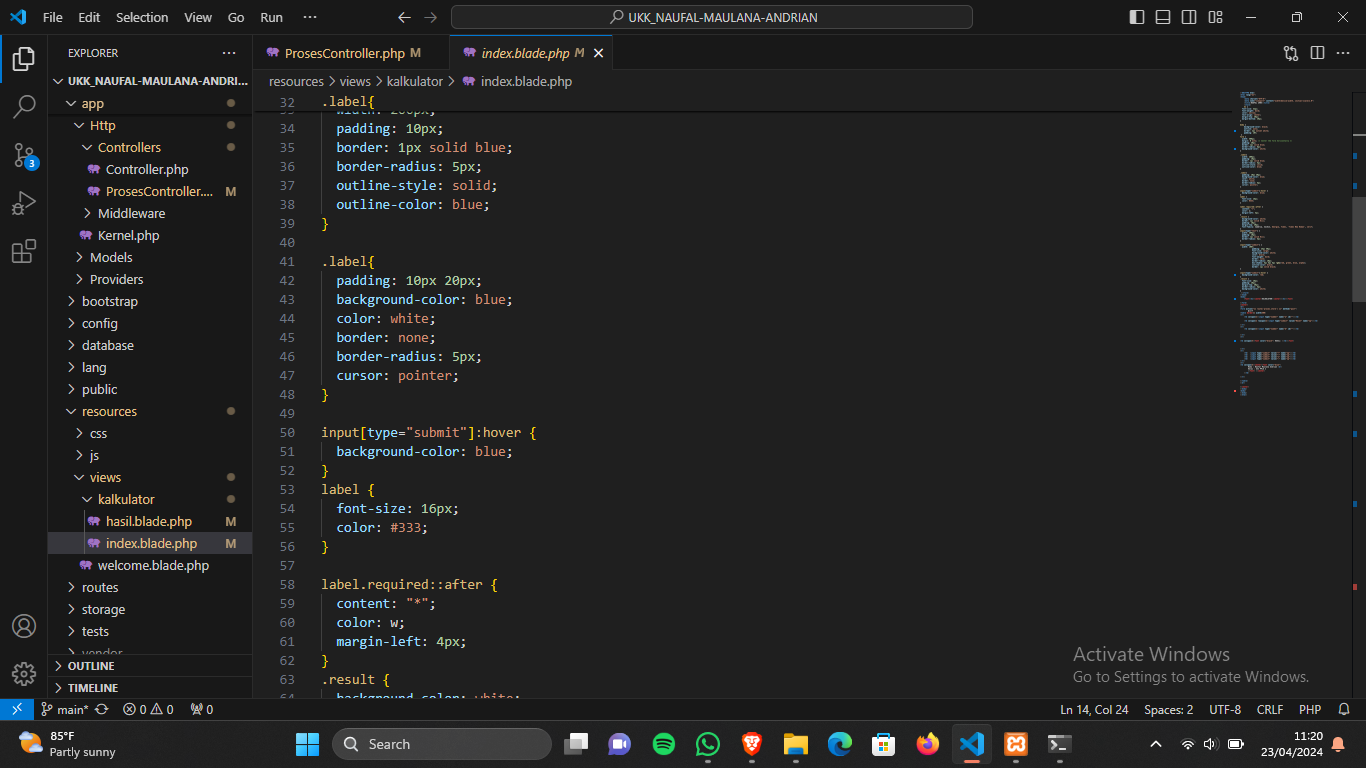 File Edit Selection View Go Run ···
UKK_NAUFAL-MAULANA-ANDRIAN
EXPLORER ···
UKK_NAUFAL-MAULANA-ANDRI...
app
Http
Controllers
Controller.php
ProsesController.... M
Middleware
Kernel.php
Models
Providers
bootstrap
config
database
lang
public
resources
css
js
views
kalkulator
hasil.blade.php M
index.blade.php M
welcome.blade.php
routes
storage
tests
vendor
OUTLINE
TIMELINE
3
ProsesController.php M
index.blade.php M
resources > views > kalkulator > index.blade.php
32 .label{
33 width: 200px;
34 padding: 10px;
35 border: 1px solid blue;
36 border-radius: 5px;
37 outline-style: solid;
38 outline-color: blue;
39 }
40
41 .label{
42 padding: 10px 20px;
43 background-color: blue;
44 color: white;
45 border: none;
46 border-radius: 5px;
47 cursor: pointer;
48 }
49
50 input[type="submit"]:hover {
51 background-color: blue;
52 }
53 label {
54 font-size: 16px;
55 color: #333;
56 }
57
58 label.required::after {
59 content: "*";
60 color: w;
61 margin-left: 4px;
62 }
63 .result {
64 background-color: white;
Activate Windows
Go to Settings to activate Windows.
main* 0 0 0
Ln 14, Col 24 Spaces: 2 UTF-8 CRLF PHP
85°F
Partly sunny
Search
11:20
23/04/2024